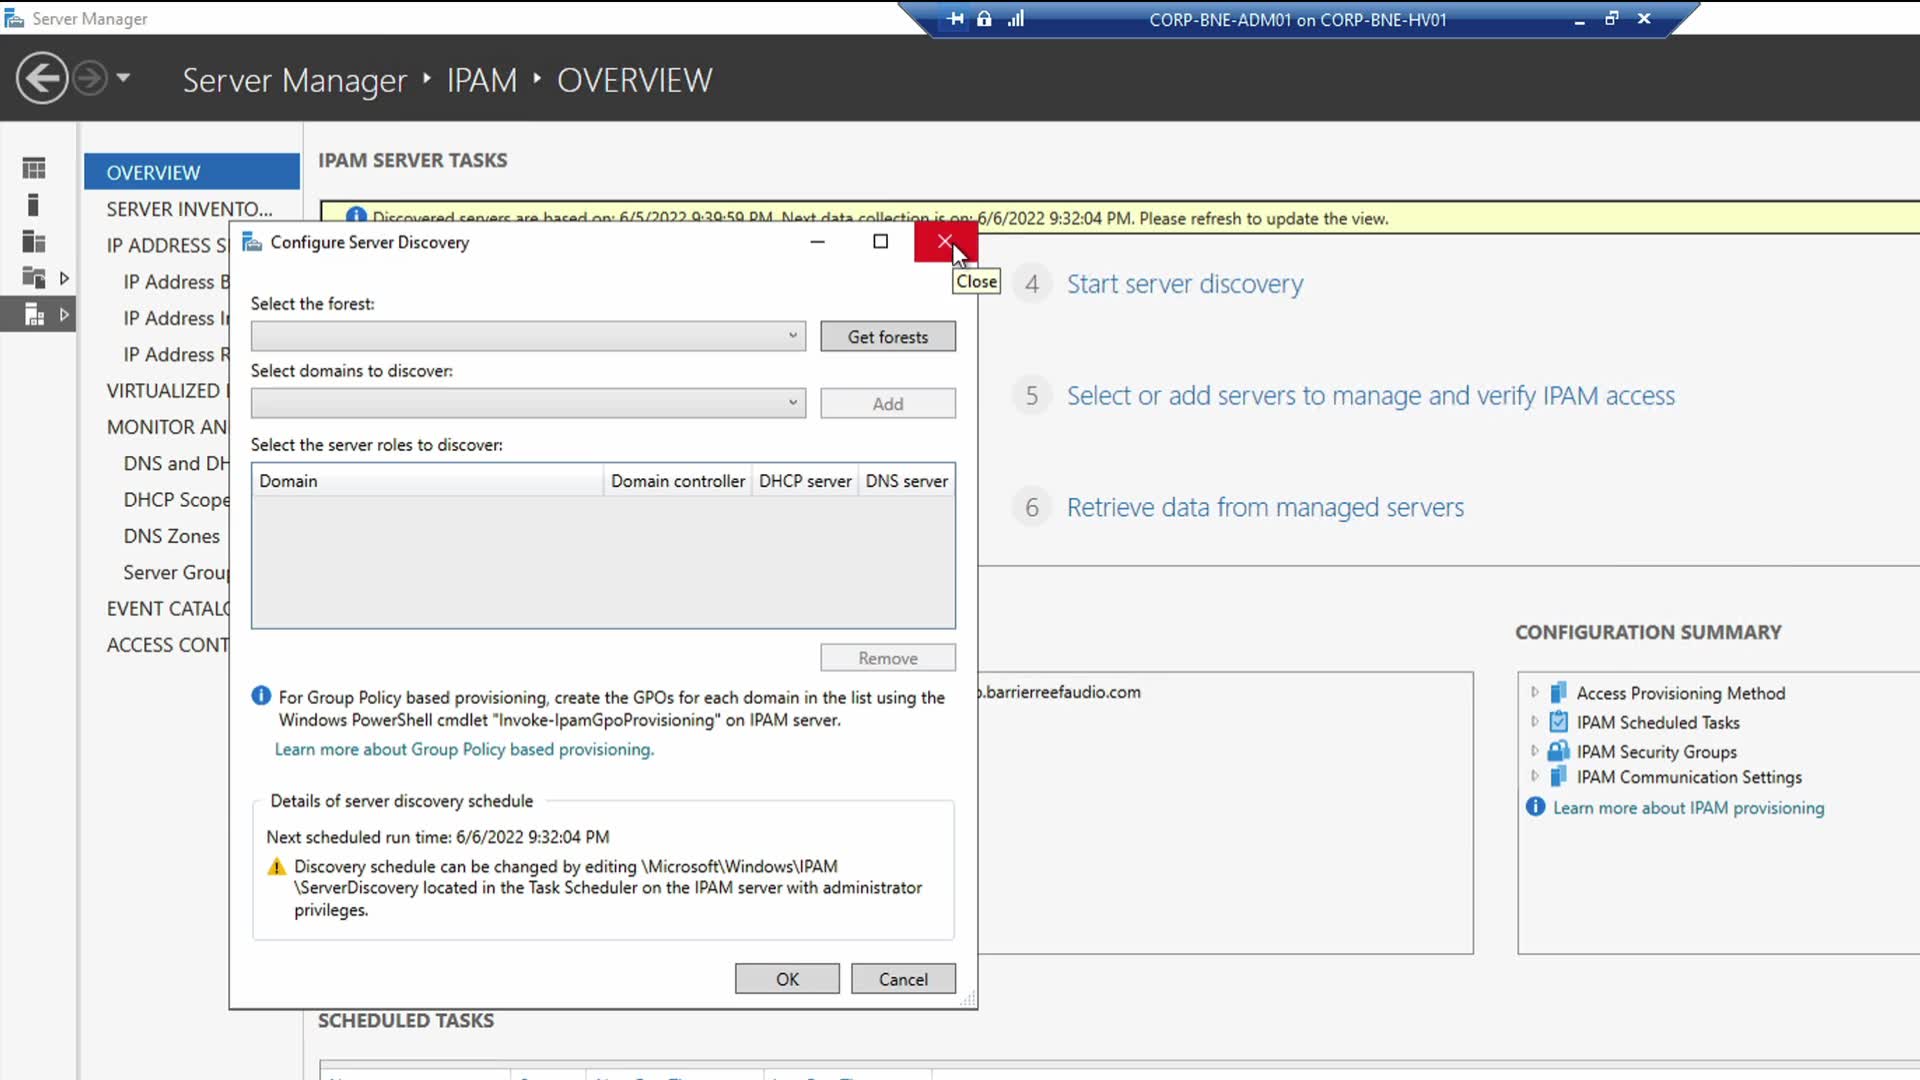 Server Manager
CORP-BNE-ADM01 on CORP-BNE-HV01
Server Manager ‣ IPAM ‣ OVERVIEW
OVERVIEW
SERVER INVENTO...
IP ADDRESS S
IP Address B
IP Address I
IP Address R
VIRTUALIZED
MONITOR AN
DNS and DH
DHCP Scope
DNS Zones
Server Group
EVENT CATALO
ACCESS CONT
IPAM SERVER TASKS
Discovered servers are based on: 6/5/2022 9:39:59 PM. Next data collection is on: 6/6/2022 9:32:04 PM. Please refresh to update the view.
Configure Server Discovery
Close
Select the forest:
Get forests
Select domains to discover:
Add
Select the server roles to discover:
Domain Domain controller DHCP server DNS server
Remove
For Group Policy based provisioning, create the GPOs for each domain in the list using the
Windows PowerShell cmdlet "Invoke-IpamGpoProvisioning" on IPAM server.
Learn more about Group Policy based provisioning.
Details of server discovery schedule
Next scheduled run time: 6/6/2022 9:32:04 PM
Discovery schedule can be changed by editing \Microsoft\Windows\IPAM
\ServerDiscovery located in the Task Scheduler on the IPAM server with administrator
privileges.
OK Cancel
4 Start server discovery
5 Select or add servers to manage and verify IPAM access
6 Retrieve data from managed servers
.barrierreefaudio.com
CONFIGURATION SUMMARY
Access Provisioning Method
IPAM Scheduled Tasks
IPAM Security Groups
IPAM Communication Settings
Learn more about IPAM provisioning
SCHEDULED TASKS